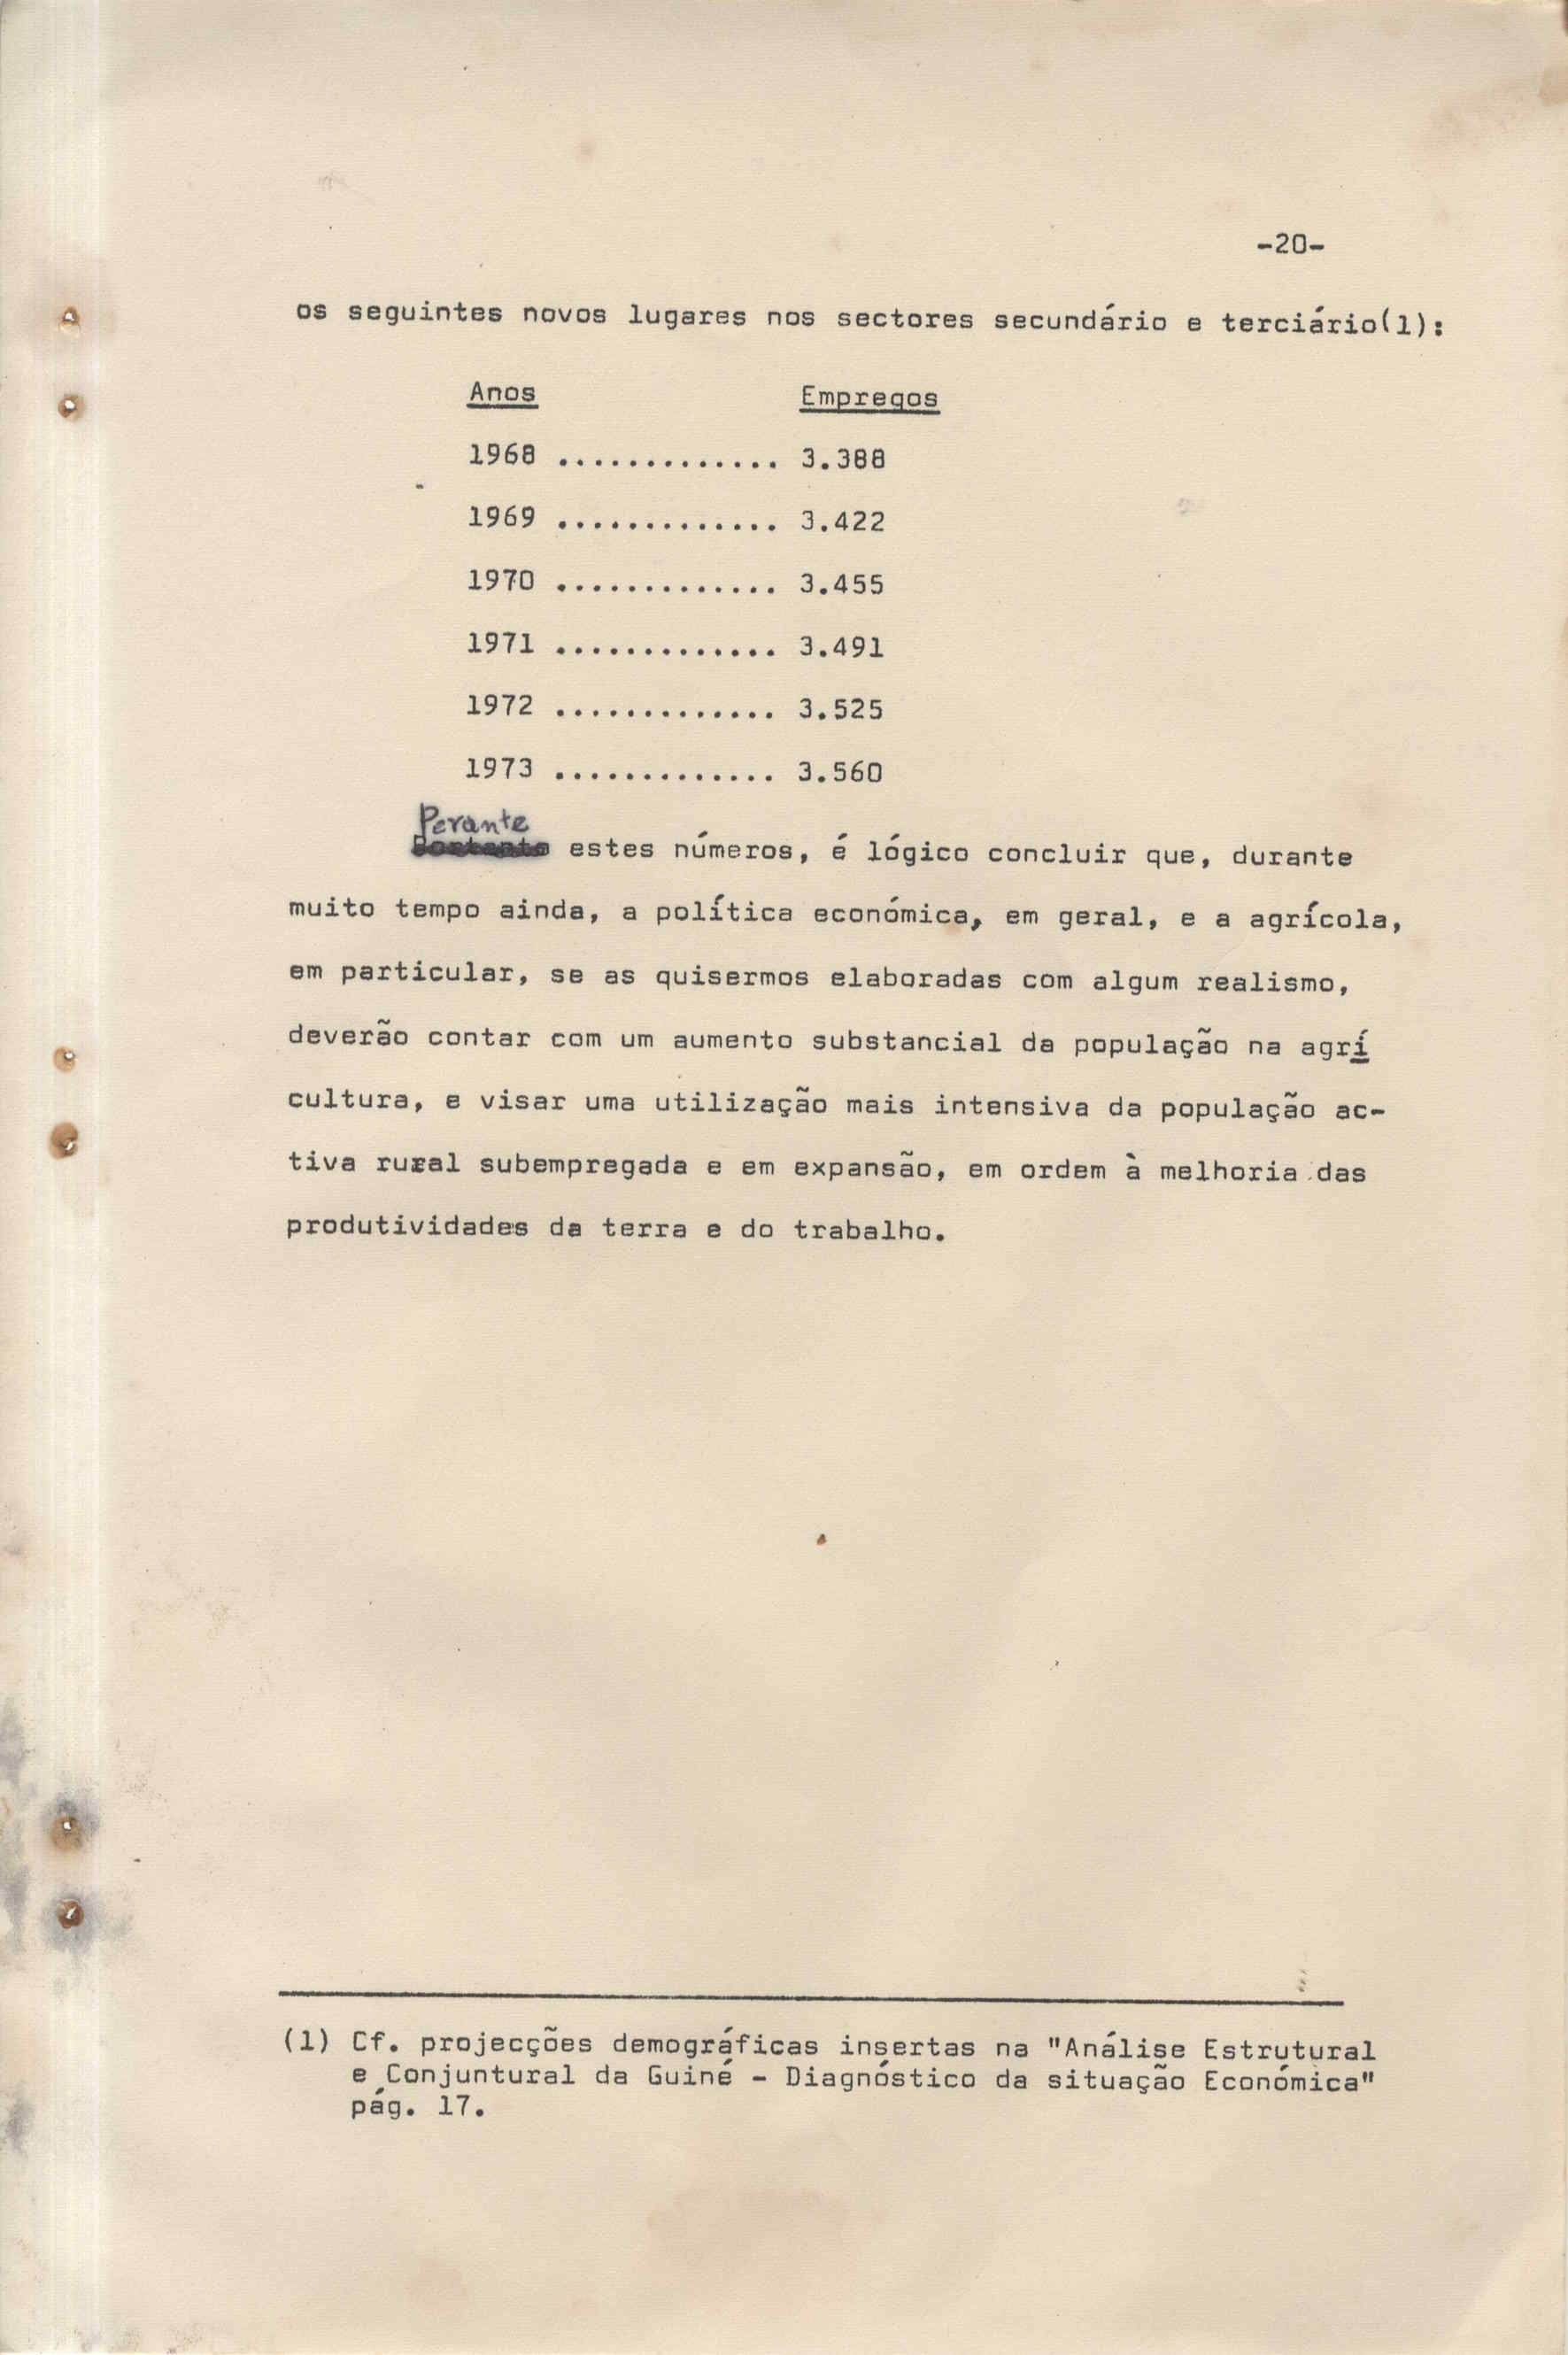 -20-
os seguintes novos lugares nos sectores secundário e terciário(1):
Anos Empregos
1968 ............. 3.388
1969 ............. 3.422
1970 ............. 3.455
1971 ............. 3.491
1972 ............. 3.525
1973 ............. 3.560
Perante
estes números, é lógico concluir que, durante
muito tempo ainda, a política económica, em geral, e a agrícola,
em particular, se as quisermos elaboradas com algum realismo,
deverão contar com um aumento substancial da população na agrí
cultura, e visar uma utilização mais intensiva da população ac-
tiva rural subempregada e em expansão, em ordem à melhoria das
produtividades da terra e do trabalho.
(1) Cf. projecções demográficas insertas na "Análise Estrutural
e Conjuntural da Guiné - Diagnóstico da situação Económica"
pág. 17.